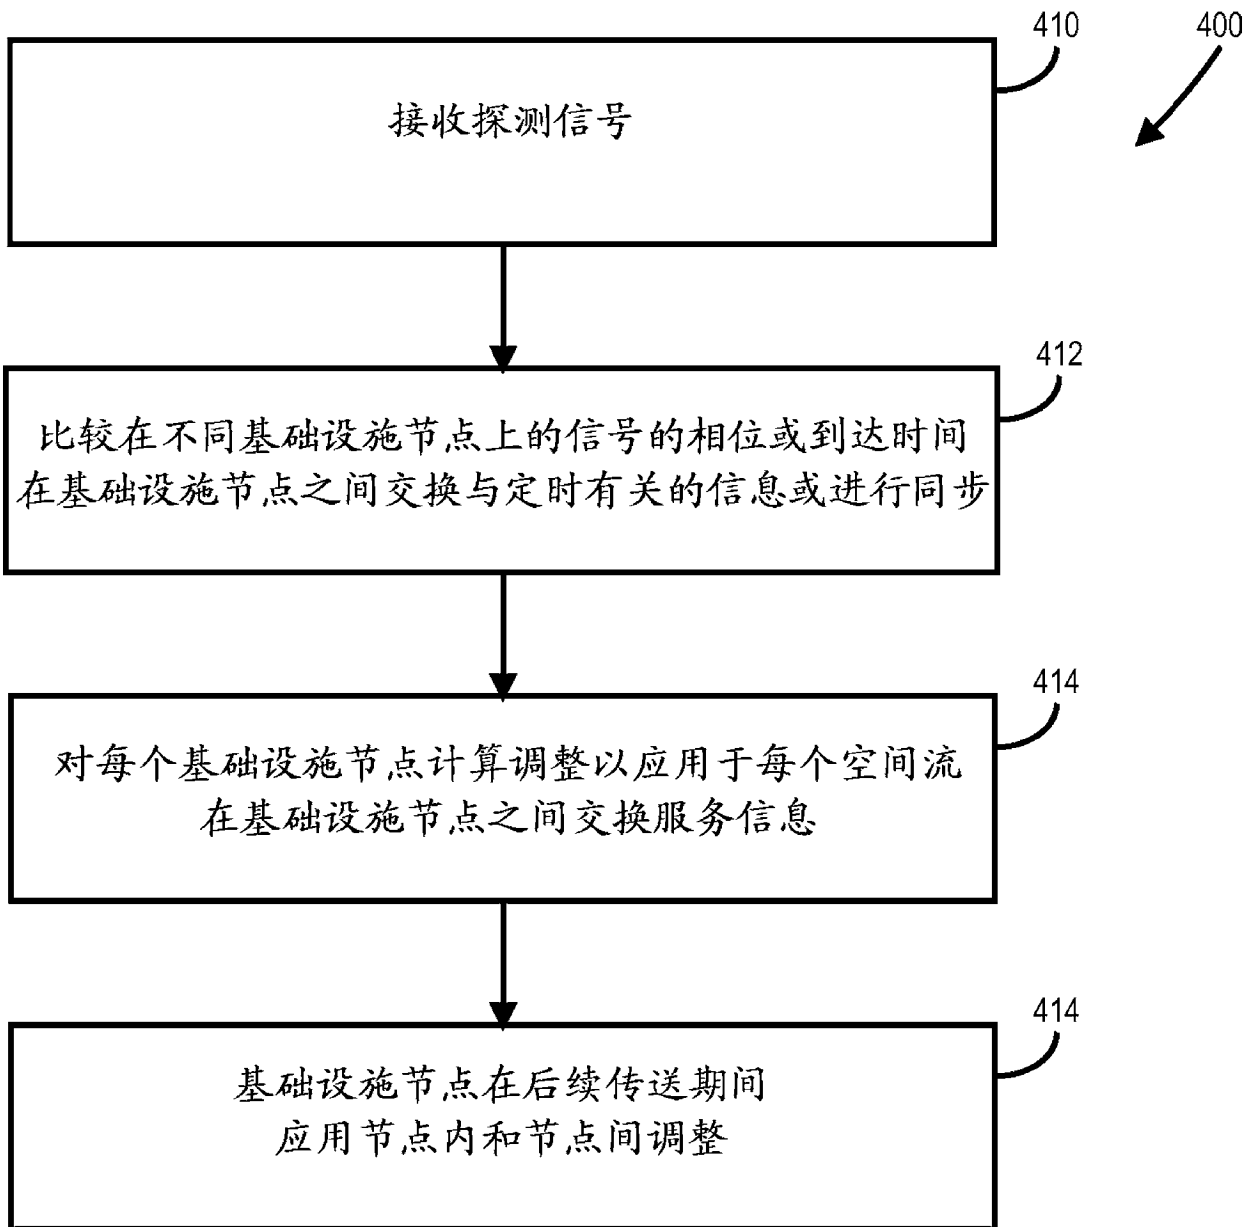 410
400
接收探测信号
412
比较在不同基础设施节点上的信号的相位或到达时间
在基础设施节点之间交换与定时有关的信息或进行同步
414
对每个基础设施节点计算调整以应用于每个空间流
在基础设施节点之间交换服务信息
414
基础设施节点在后续传送期间
应用节点内和节点间调整